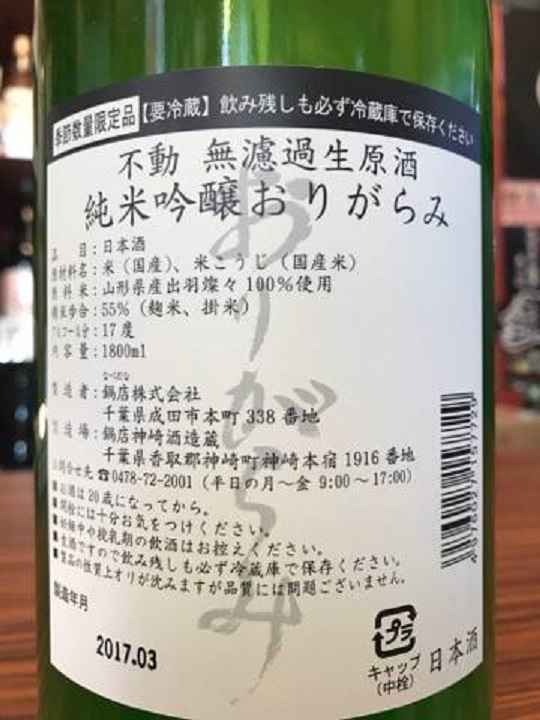 季節数量限定品【要冷蔵】飲み残しも必ず冷蔵庫で保存ください
不動 無濾過生原酒
純米吟醸おりがらみ
おりがらみ
品 目:日本酒
原材料名:米(国産)、米こうじ(国産米)
原料米:山形県産出羽燦々100%使用
精米歩合:55%(麹米、掛米)
アルコール分:17度
内容量:1800ml
なべだな
製造者:鍋店株式会社
千葉県成田市本町338番地
製造場:鍋店神崎酒造蔵
千葉県香取郡神崎町神崎本宿1916番地
お問合せ先 ☎0478-72-2001(平日の月~金 9:00~17:00)
■お酒は20歳になってから。
■開栓には十分お気をつけください。
■妊娠中や授乳期の飲酒はお控えください。
■生酒ですので飲み残しも必ず冷蔵庫で保存ください。
■製品の性質上オリが沈みますが品質には問題ございません。
製造年月
2017.03
プラ
キャップ
(中栓)
日本酒